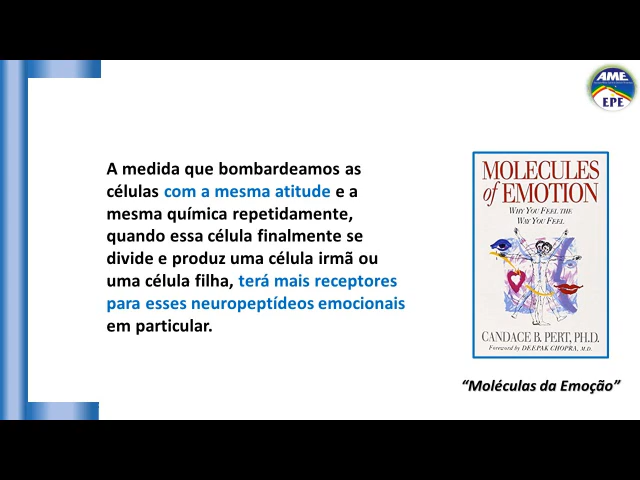 AME
EPE
A medida que bombardeamos as
células com a mesma atitude e a
mesma química repetidamente,
quando essa célula finalmente se
divide e produz uma célula irmã ou
uma célula filha, terá mais receptores
para esses neuropeptídeos emocionais
em particular.
MOLECULES
of EMOTION
WHY YOU FEEL THE
WAY YOU FEEL
CANDACE B. PERT, PH.D.
Foreword by DEEPAK CHOPRA, M.D.
“Moléculas da Emoção”